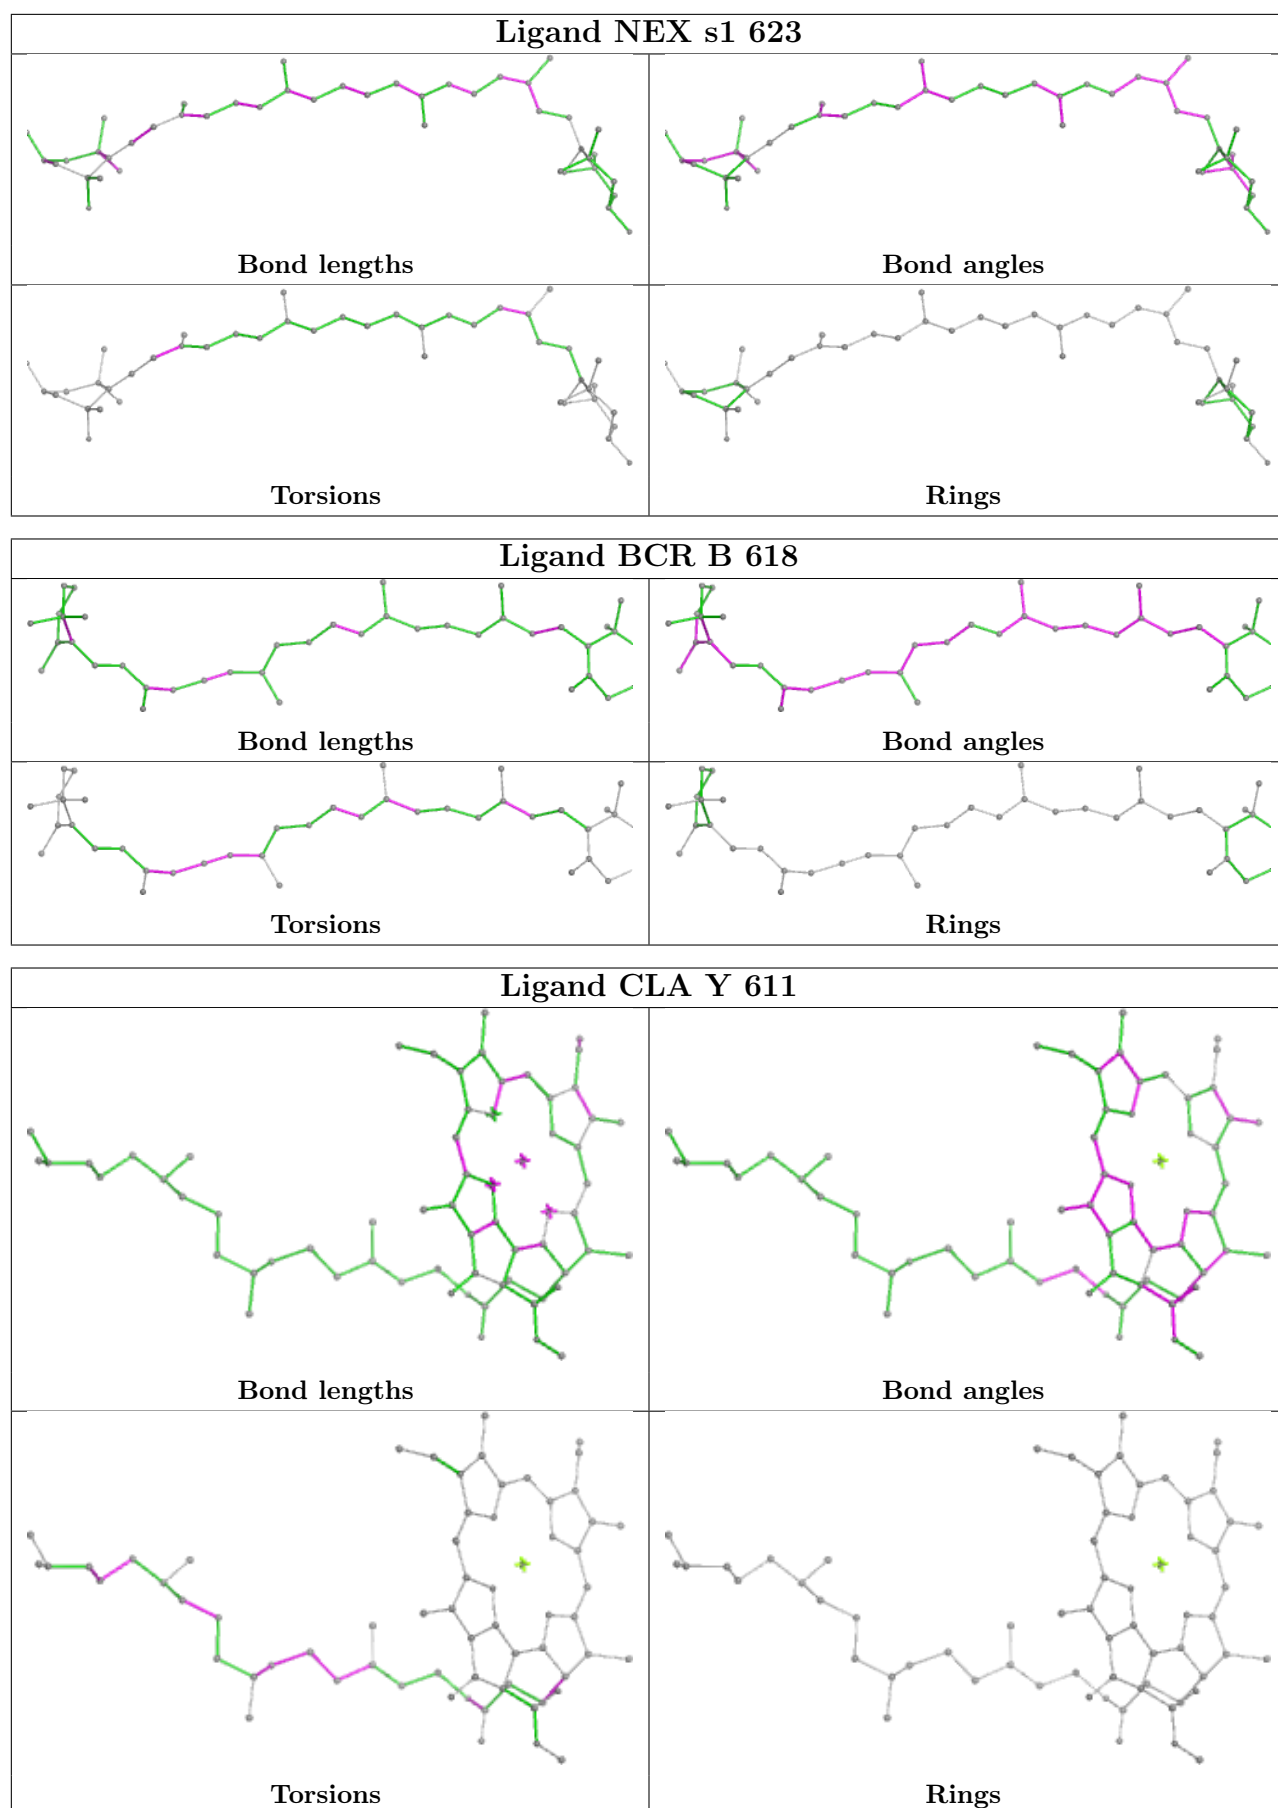 Ligand NEX s1 623
Bond lengths
Bond angles
Torsions
Rings
Ligand BCR B 618
Bond lengths
Bond angles
Torsions
Rings
Ligand CLA Y 611
Bond lengths
Bond angles
Torsions
Rings